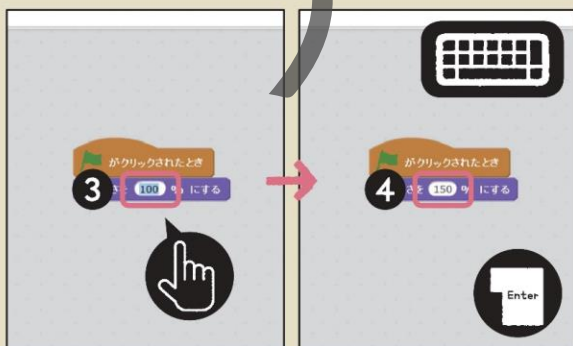 がクリックされたとき
3
さを 100 % にする
がクリックされたとき
4
さを 150 % にする
Enter